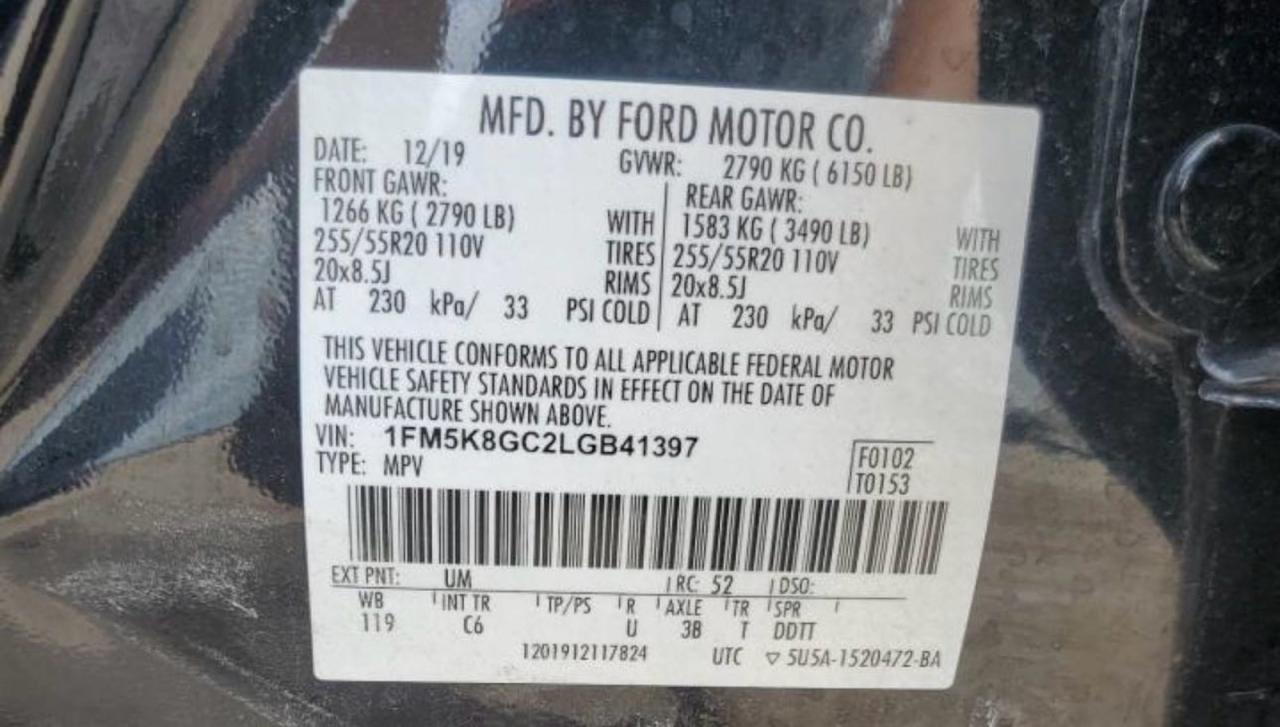 MFD. BY FORD MOTOR CO.
DATE: 12/19 GVWR: 2790 KG ( 6150 LB)
FRONT GAWR: REAR GAWR:
1266 KG ( 2790 LB) WITH 1583 KG ( 3490 LB) WITH
255/55R20 110V TIRES 255/55R20 110V TIRES
20x8.5J RIMS 20x8.5J RIMS
AT 230 kPa/ 33 PSI COLD AT 230 kPa/ 33 PSI COLD
THIS VEHICLE CONFORMS TO ALL APPLICABLE FEDERAL MOTOR
VEHICLE SAFETY STANDARDS IN EFFECT ON THE DATE OF
MANUFACTURE SHOWN ABOVE.
VIN: 1FM5K8GC2LGB41397
TYPE: MPV
F0102
T0153
EXT PNT: UM RC: 52 DSO:
WB INT TR TP/PS R AXLE TR SPR
119 C6 U 38 T DDTT
1201912117824 UTC ▽ 5U5A-1520472-BA